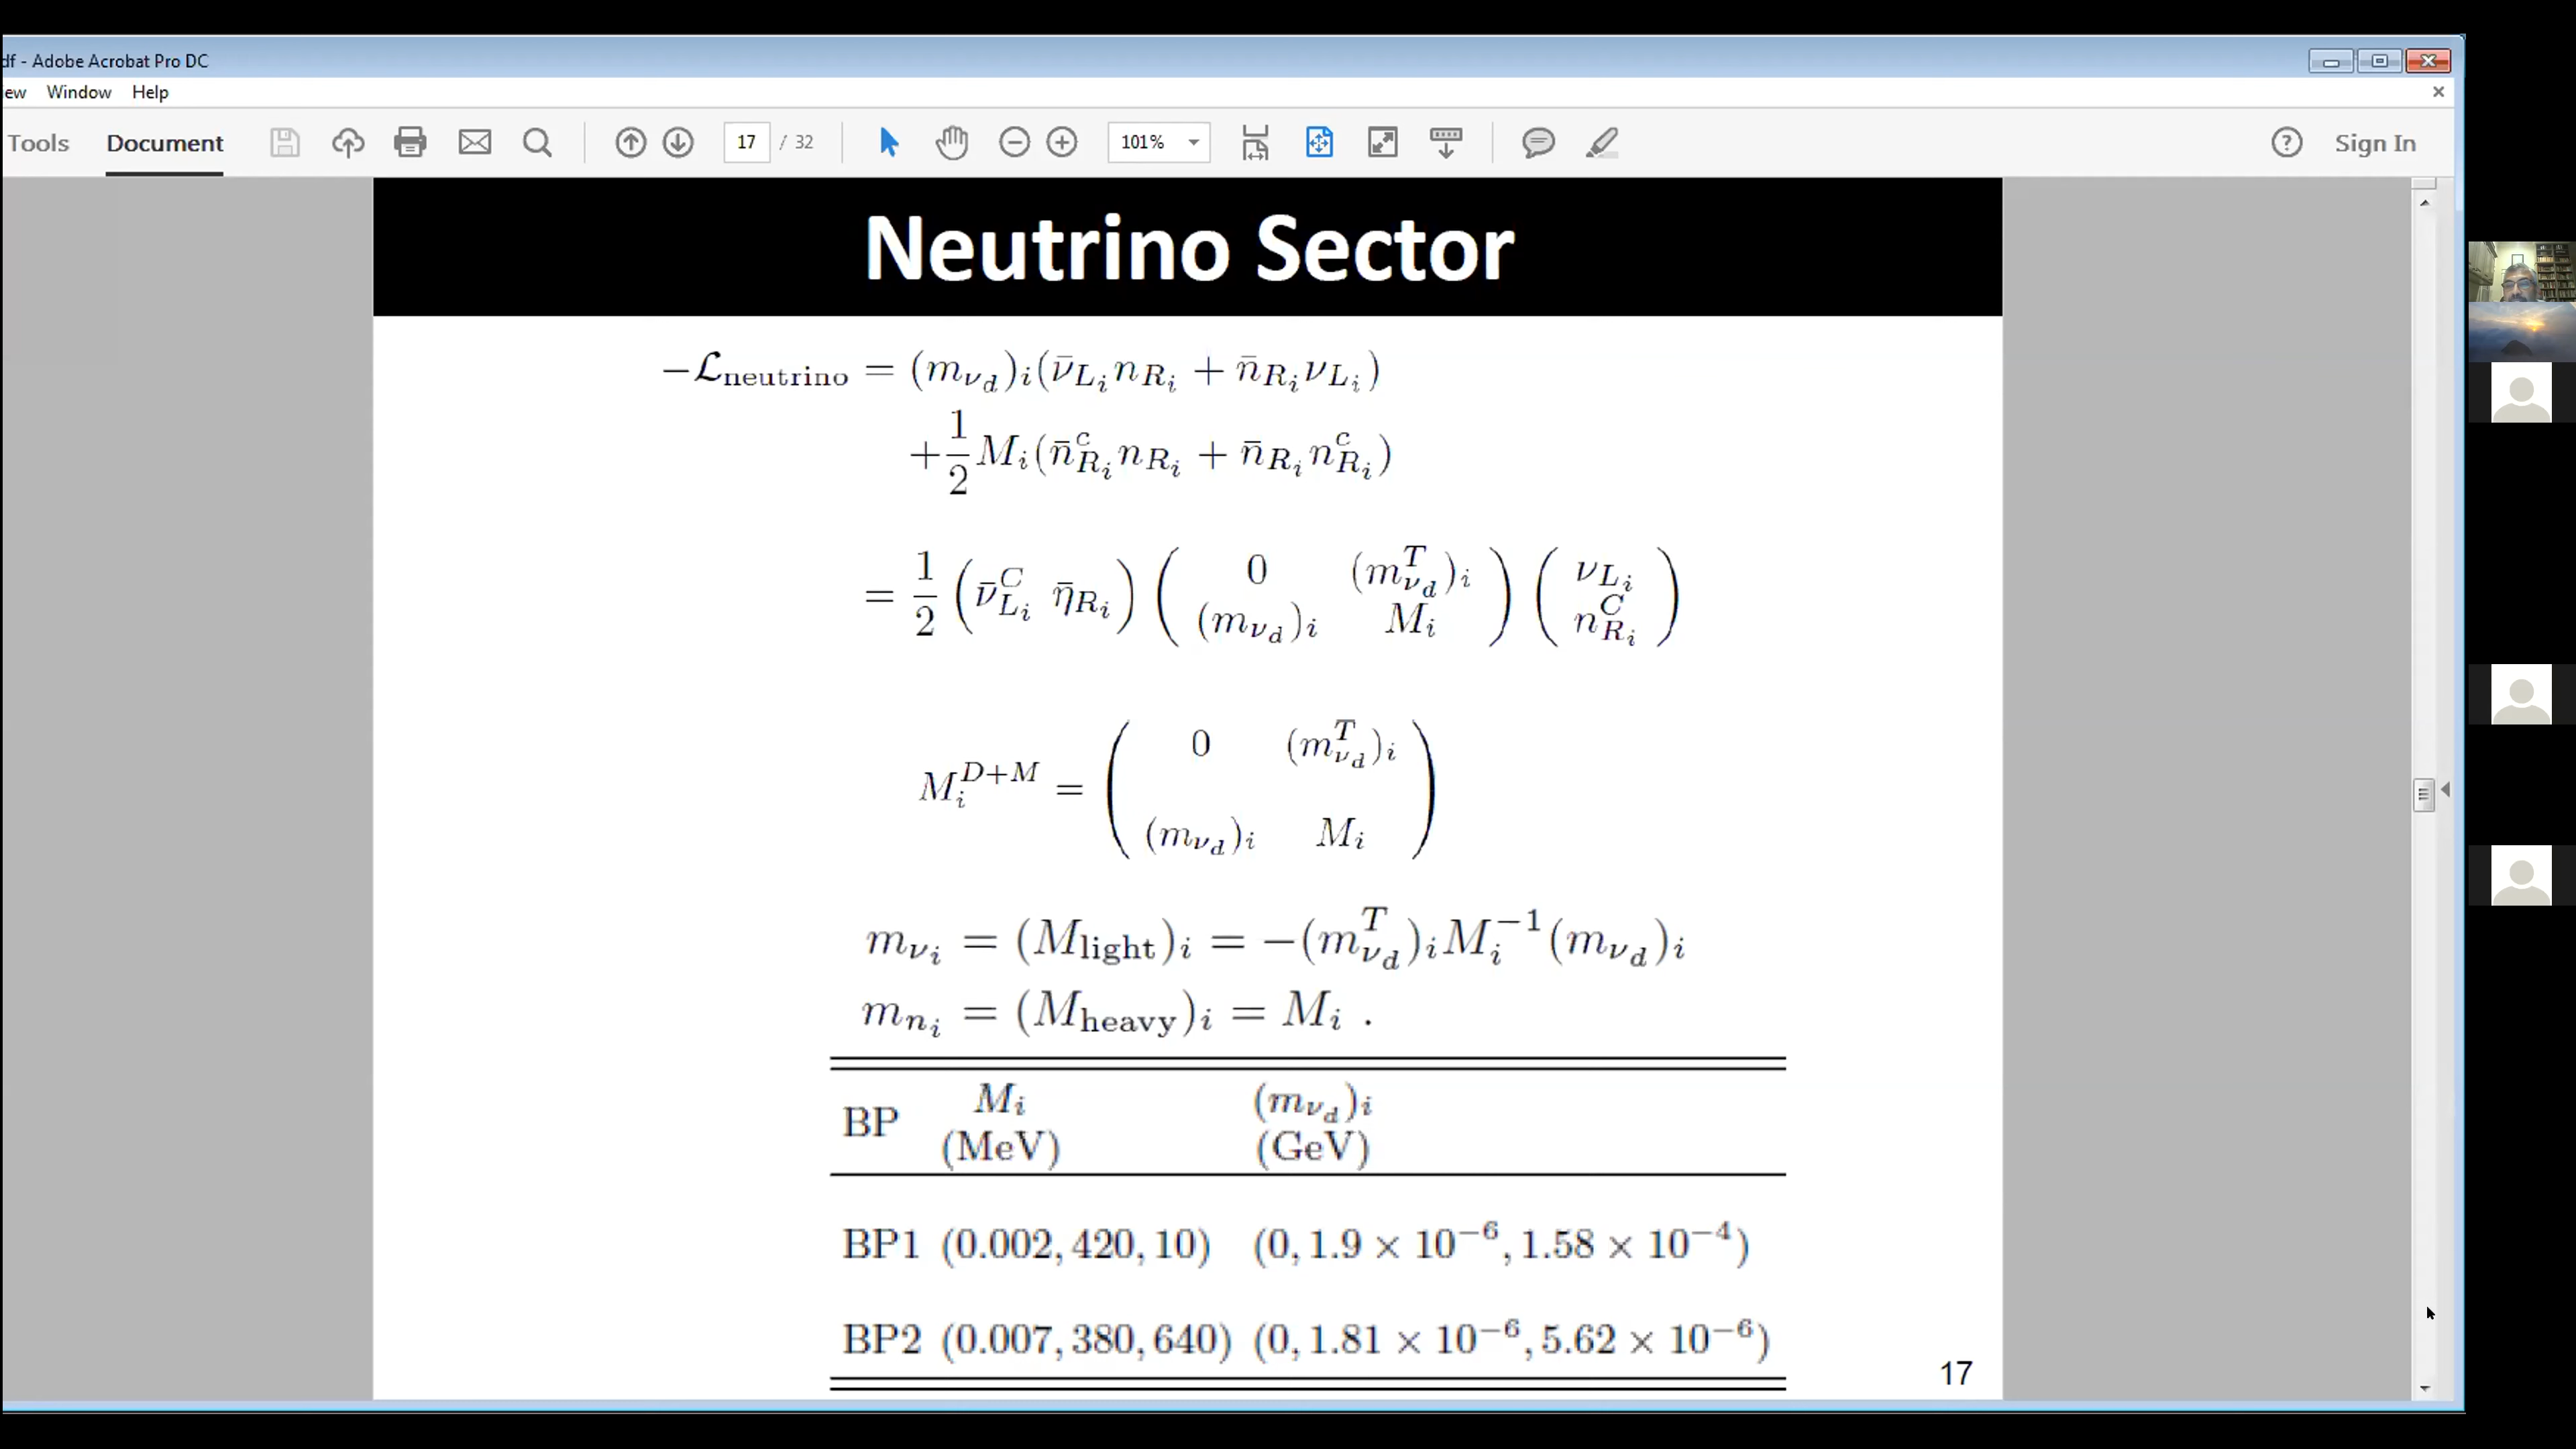 df - Adobe Acrobat Pro DC
ew Window Help
Tools Document 17 / 32 101% Sign In
Neutrino Sector
−ℒ_neutrino = (m_{ν_d})_i(ν̄_{L_i} n_{R_i} + n̄_{R_i} ν_{L_i})
+ 1/2 M_i(n̄^c_{R_i} n_{R_i} + n̄_{R_i} n^c_{R_i})
= 1/2 (ν̄^C_{L_i} η̄_{R_i}) ( 0 (m^T_{ν_d})_i ; (m_{ν_d})_i M_i ) ( ν_{L_i} ; n^C_{R_i} )
M_i^{D+M} = ( 0 (m^T_{ν_d})_i ; (m_{ν_d})_i M_i )
m_{ν_i} = (M_light)_i = −(m^T_{ν_d})_i M_i^{−1} (m_{ν_d})_i
m_{n_i} = (M_heavy)_i = M_i .
BP M_i (m_{ν_d})_i
(MeV) (GeV)
BP1 (0.002, 420, 10) (0, 1.9 × 10^{−6}, 1.58 × 10^{−4})
BP2 (0.007, 380, 640) (0, 1.81 × 10^{−6}, 5.62 × 10^{−6})
17